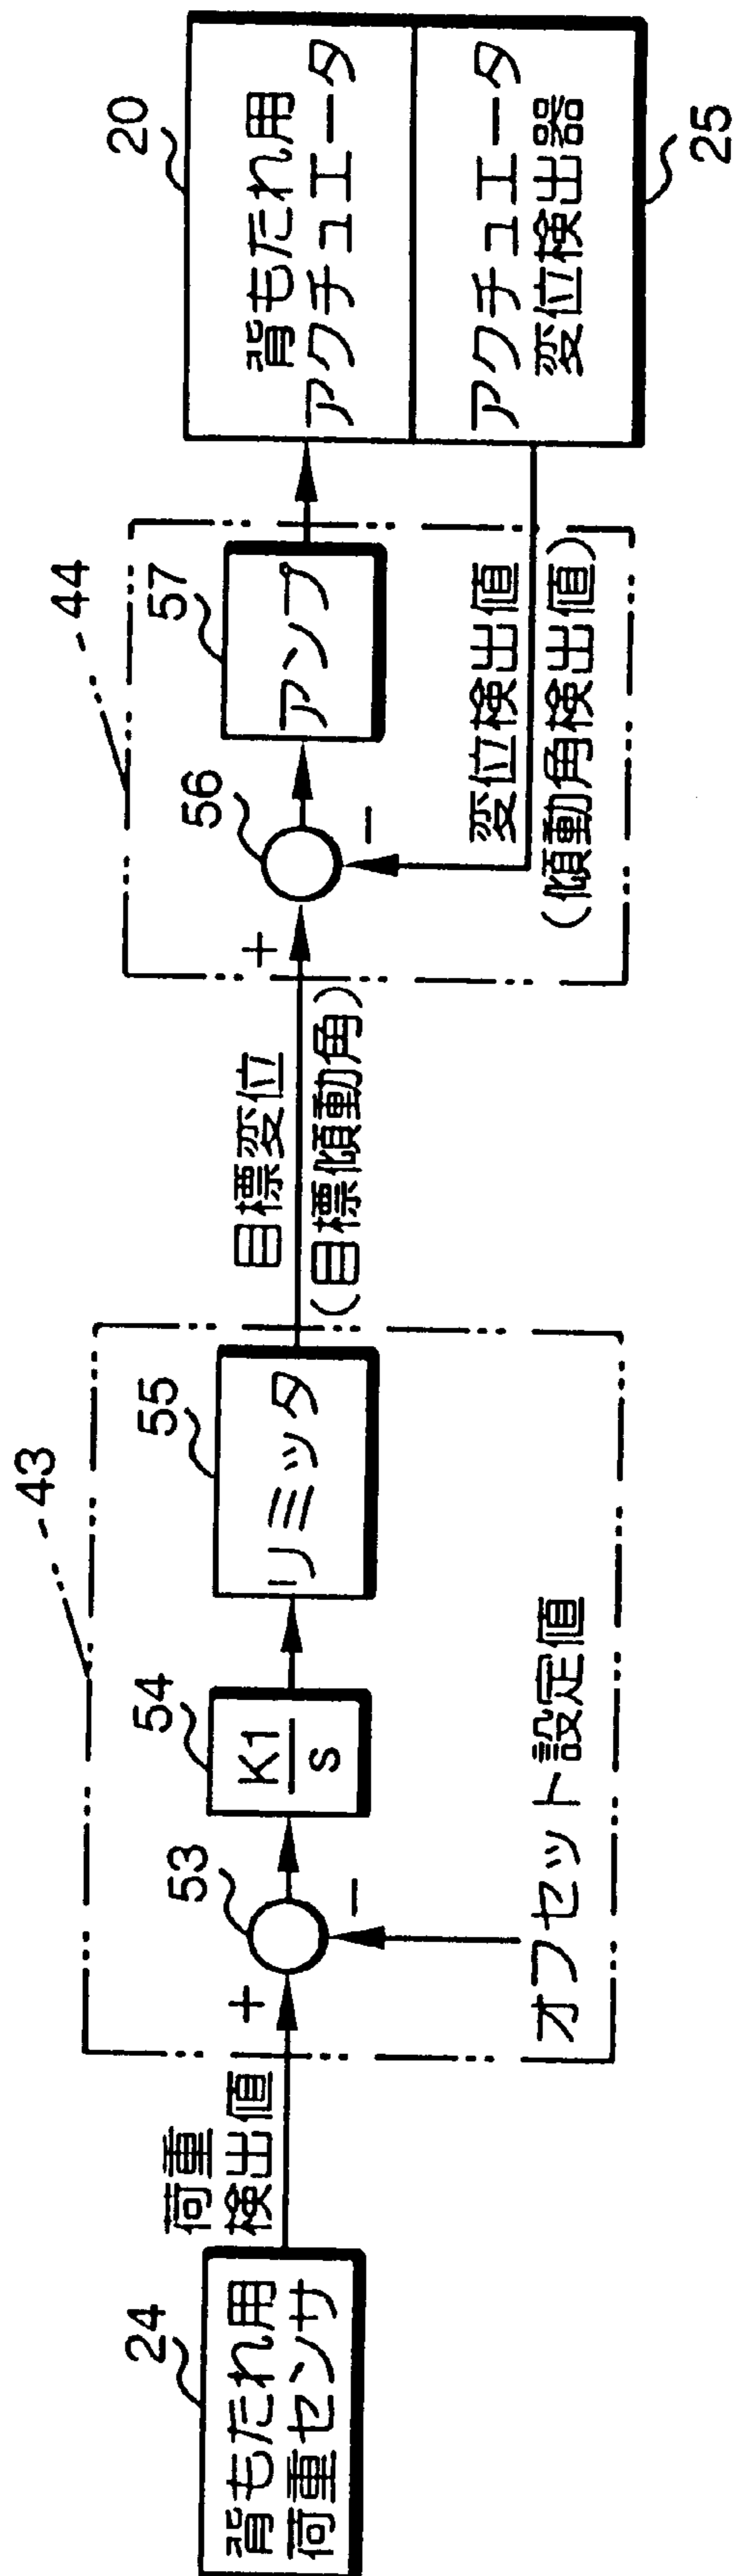 24
背もたれ用
荷重センサ
荷重
検出値
43
+
53
−
オフセット設定値
54
K1
s
55
リミッタ
目標変位
(目標傾動角)
44
+
56
−
57
アンプ
変位検出値
(傾動角検出値)
20
背もたれ用
アクチュエータ
アクチュエータ
変位検出器
25